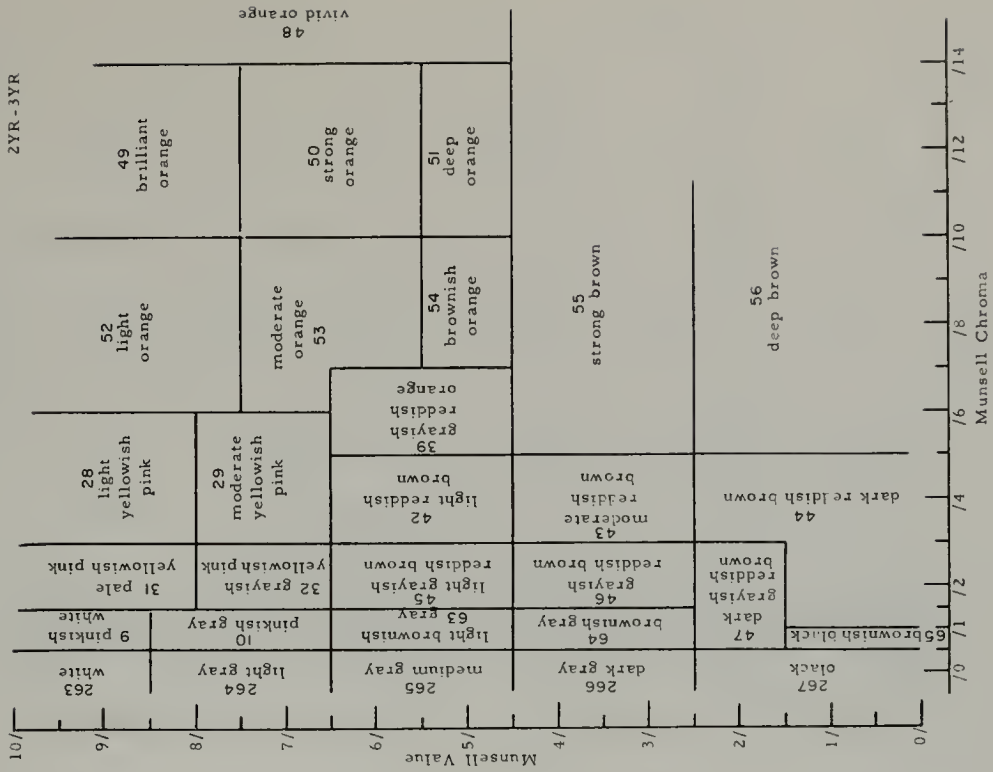 2YR-3YR
48
vivid orange
49
brilliant
orange
50
strong
orange
51
deep
orange
52
light
orange
moderate
orange
53
54
brownish
orange
55
strong brown
56
deep brown
28
light
yellowish
pink
29
moderate
yellowish
pink
39
grayish
reddish
orange
42
light reddish
brown
43
moderate
reddish
brown
44
dark reddish brown
31 pale
yellowish pink
32 grayish
yellowish pink
45
light grayish
reddish brown
46
grayish
reddish brown
47
dark
grayish
reddish
brown
9 pinkish
white
10
pinkish gray
63
light brownish
gray
64
brownish gray
65 brownish black
263
white
264
light gray
265
medium gray
266
dark gray
267
black
10/
9/
8/
7/
6/
5/
4/
3/
2/
1/
0/
Munsell Value
/0
/1
/2
/4
/6
/8
/10
/12
/14
Munsell Chroma